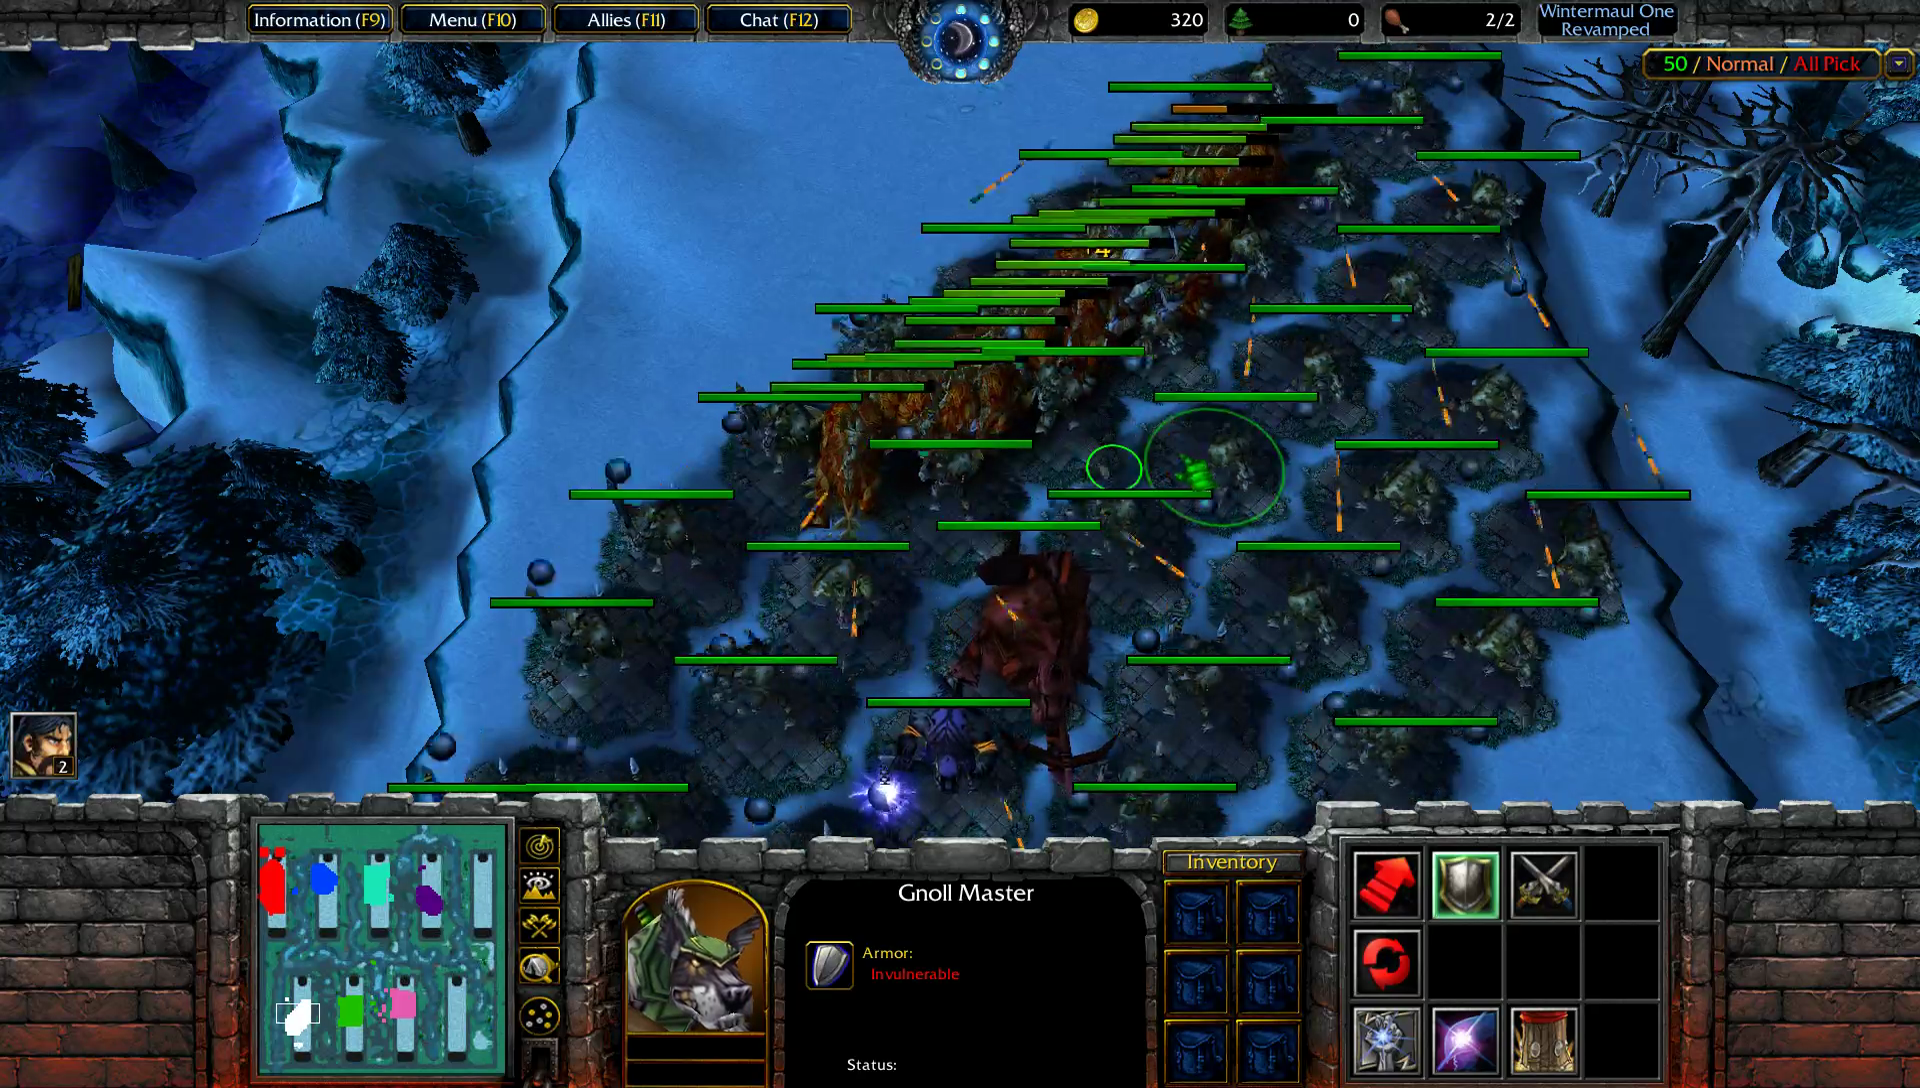 Information (F9)
Menu (F10)
Allies (F11)
Chat (F12)
320
0
2/2
Wintermaul One
Revamped
50 / Normal / All Pick
2
Gnoll Master
Armor:
Invulnerable
Status:
Inventory